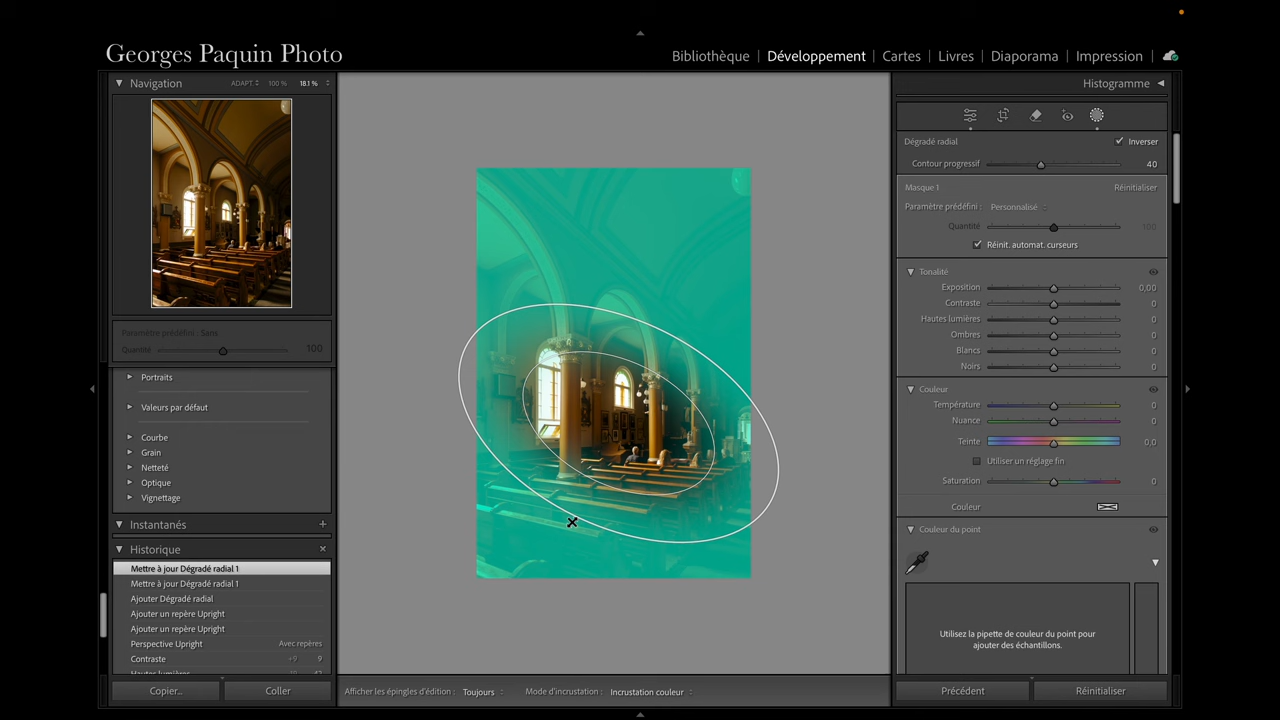 Georges Paquin Photo
Bibliothèque | Développement | Cartes | Livres | Diaporama | Impression
Navigation ADAPT. 100 % 18.1 %
Histogramme
Dégradé radial Inverser
Contour progressif 40
Masque 1 Réinitialiser
Paramètre prédéfini : Personnalisé
Quantité 100
Réinit. automat. curseurs
Tonalité
Exposition 0,00
Contraste 0
Hautes lumières 0
Ombres 0
Blancs 0
Noirs 0
Couleur
Température 0
Nuance 0
Teinte 0,0
Utiliser un réglage fin
Saturation 0
Couleur
Couleur du point
Utilisez la pipette de couleur du point pour
ajouter des échantillons.
Précédent Réinitialiser
Paramètre prédéfini : Sans
Quantité 100
Portraits
Valeurs par défaut
Courbe
Grain
Netteté
Optique
Vignettage
Instantanés
Historique
Mettre à jour Dégradé radial 1
Mettre à jour Dégradé radial 1
Ajouter Dégradé radial
Ajouter un repère Upright
Ajouter un repère Upright
Perspective Upright Avec repères
Contraste +9 9
Hautes lumières
Copier... Coller
Afficher les épingles d'édition : Toujours Mode d'incrustation : Incrustation couleur